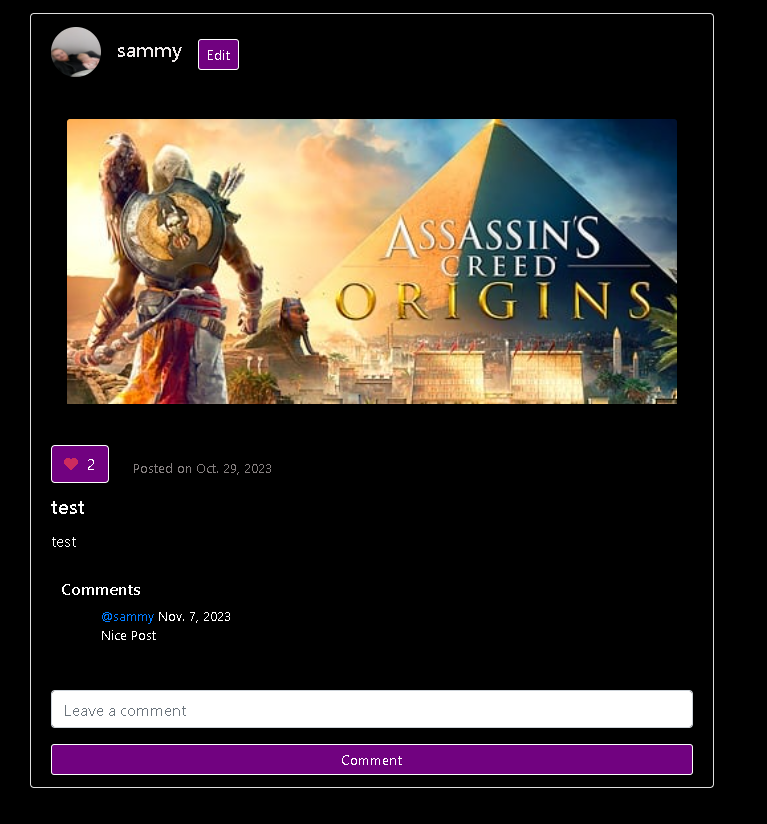 sammy Edit
ASSASSIN'S
CREED
ORIGINS
2 Posted on Oct. 29, 2023
test
test
Comments
@sammy Nov. 7, 2023
Nice Post
Leave a comment
Comment